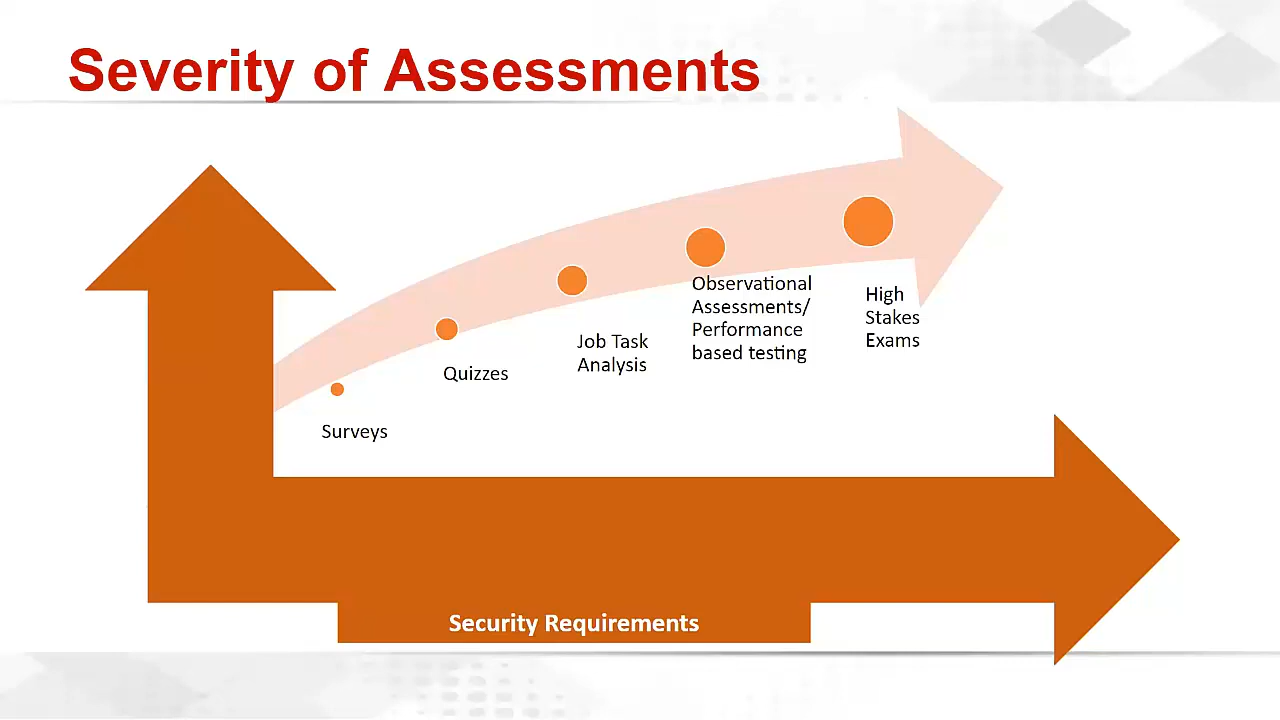 Severity of Assessments
Surveys
Quizzes
Job Task
Analysis
Observational
Assessments/
Performance
based testing
High
Stakes
Exams
Security Requirements